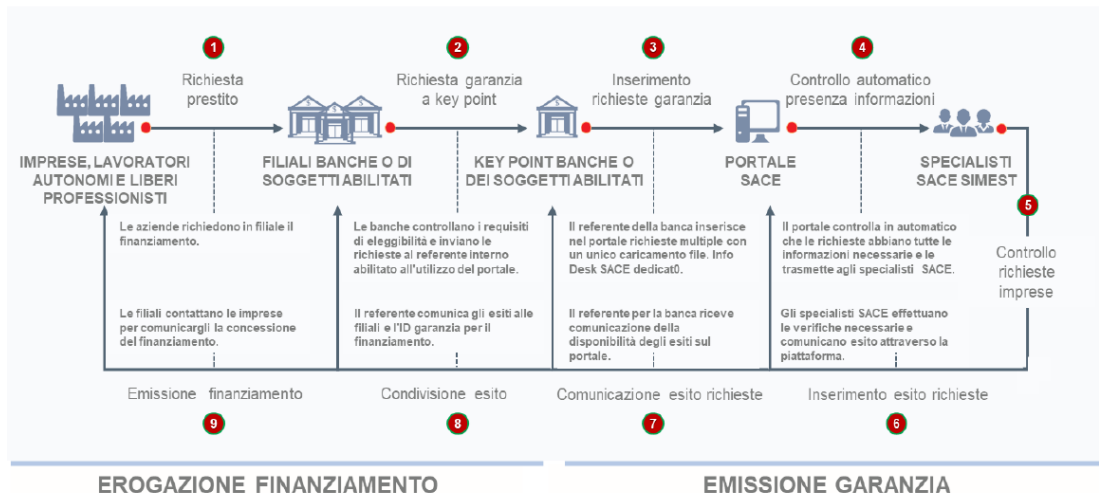 1
2
3
4
Richiesta
prestito
Richiesta garanzia
a key point
Inserimento
richieste garanzia
Controllo automatico
presenza informazioni
IMPRESE, LAVORATORI
AUTONOMI E LIBERI
PROFESSIONISTI
FILIALI BANCHE O DI
SOGGETTI ABILITATI
KEY POINT BANCHE O
DEI SOGGETTI ABILITATI
PORTALE
SACE
SPECIALISTI
SACE SIMEST
5
Controllo
richieste
imprese
Le aziende richiedono in filiale il
finanziamento.
Le banche controllano i requisiti
di eleggibilità e inviano le
richieste al referente interno
abilitato all'utilizzo del portale.
Il referente della banca inserisce
nel portale richieste multiple con
un unico caricamento file. Info
Desk SACE dedicat0.
Il portale controlla in automatico
che le richieste abbiano tutte le
informazioni necessarie e le
trasmette agli specialisti SACE.
Le filiali contattano le imprese
per comunicargli la concessione
del finanziamento.
Il referente comunica gli esiti alle
filiali e l'ID garanzia per il
finanziamento.
Il referente per la banca riceve
comunicazione della
disponibilità degli esiti sul
portale.
Gli specialisti SACE effettuano
le verifiche necessarie e
comunicano esito attraverso la
piattaforma.
Emissione finanziamento
Condivisione esito
Comunicazione esito richieste
Inserimento esito richieste
9
8
7
6
EROGAZIONE FINANZIAMENTO
EMISSIONE GARANZIA